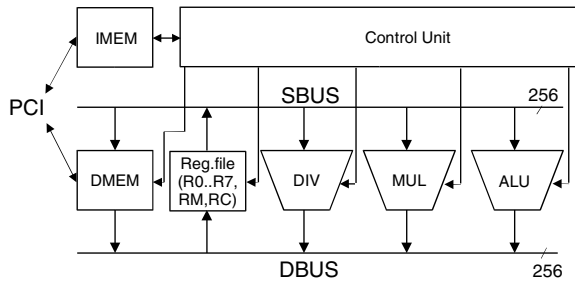 IMEM
Control Unit
PCI
SBUS
256
DMEM
Reg.file
(R0..R7,
RM,RC)
DIV
MUL
ALU
DBUS
256